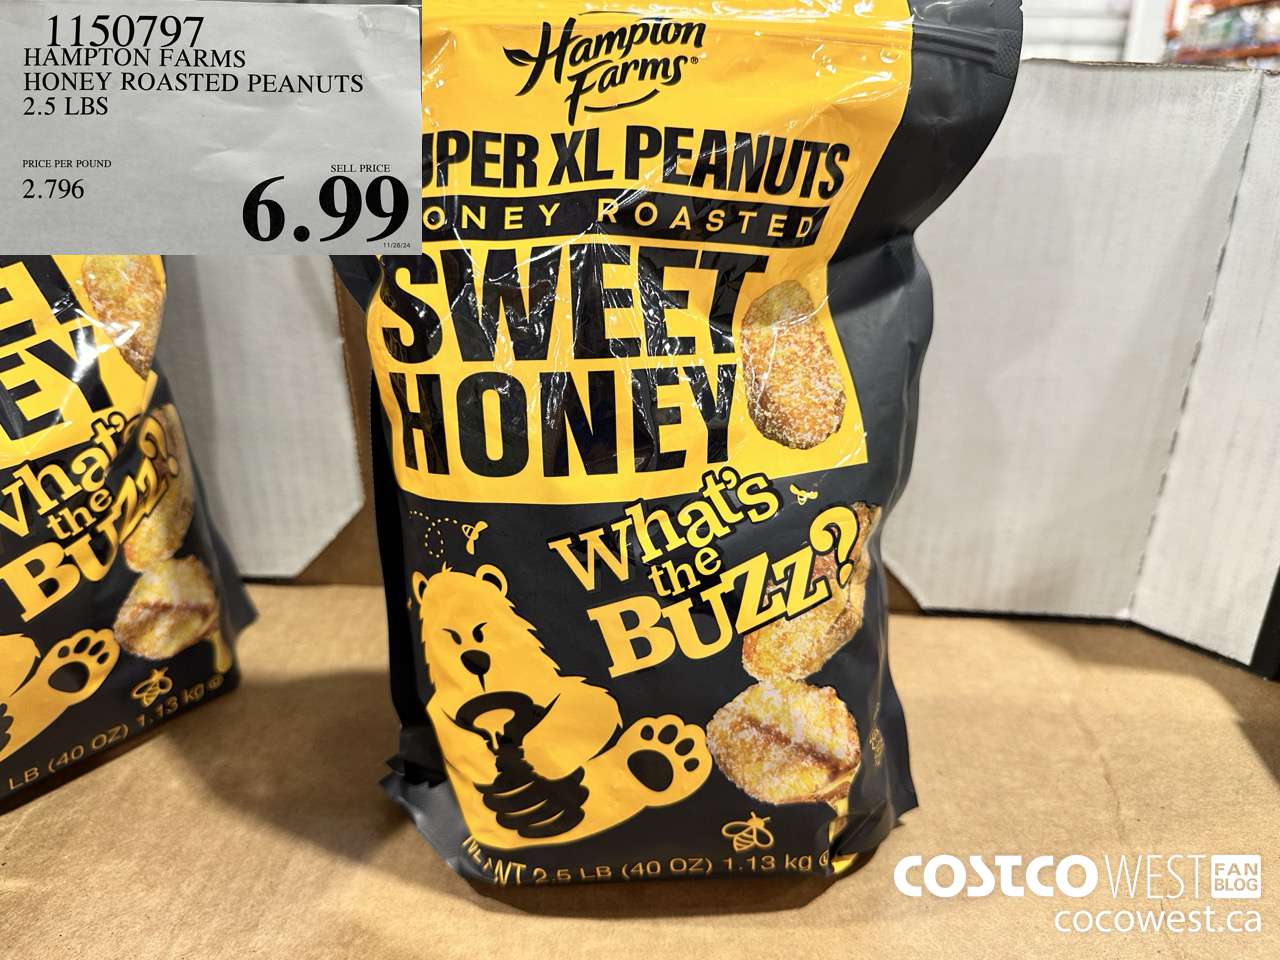 1150797
HAMPTON FARMS
HONEY ROASTED PEANUTS
2.5 LBS
PRICE PER POUND
2.796
SELL PRICE
6.99
11/26/24
Hampton
Farms®
UPER XL PEANUTS
ONEY ROASTED
SWEET
HONEY
What's
the
BUZZ?
NET WT 2.5 LB (40 OZ) 1.13 kg
EY
What's
the
BUZZ?
LB (40 OZ) 1.13 kg
COSTCO WEST FAN BLOG
cocowest.ca